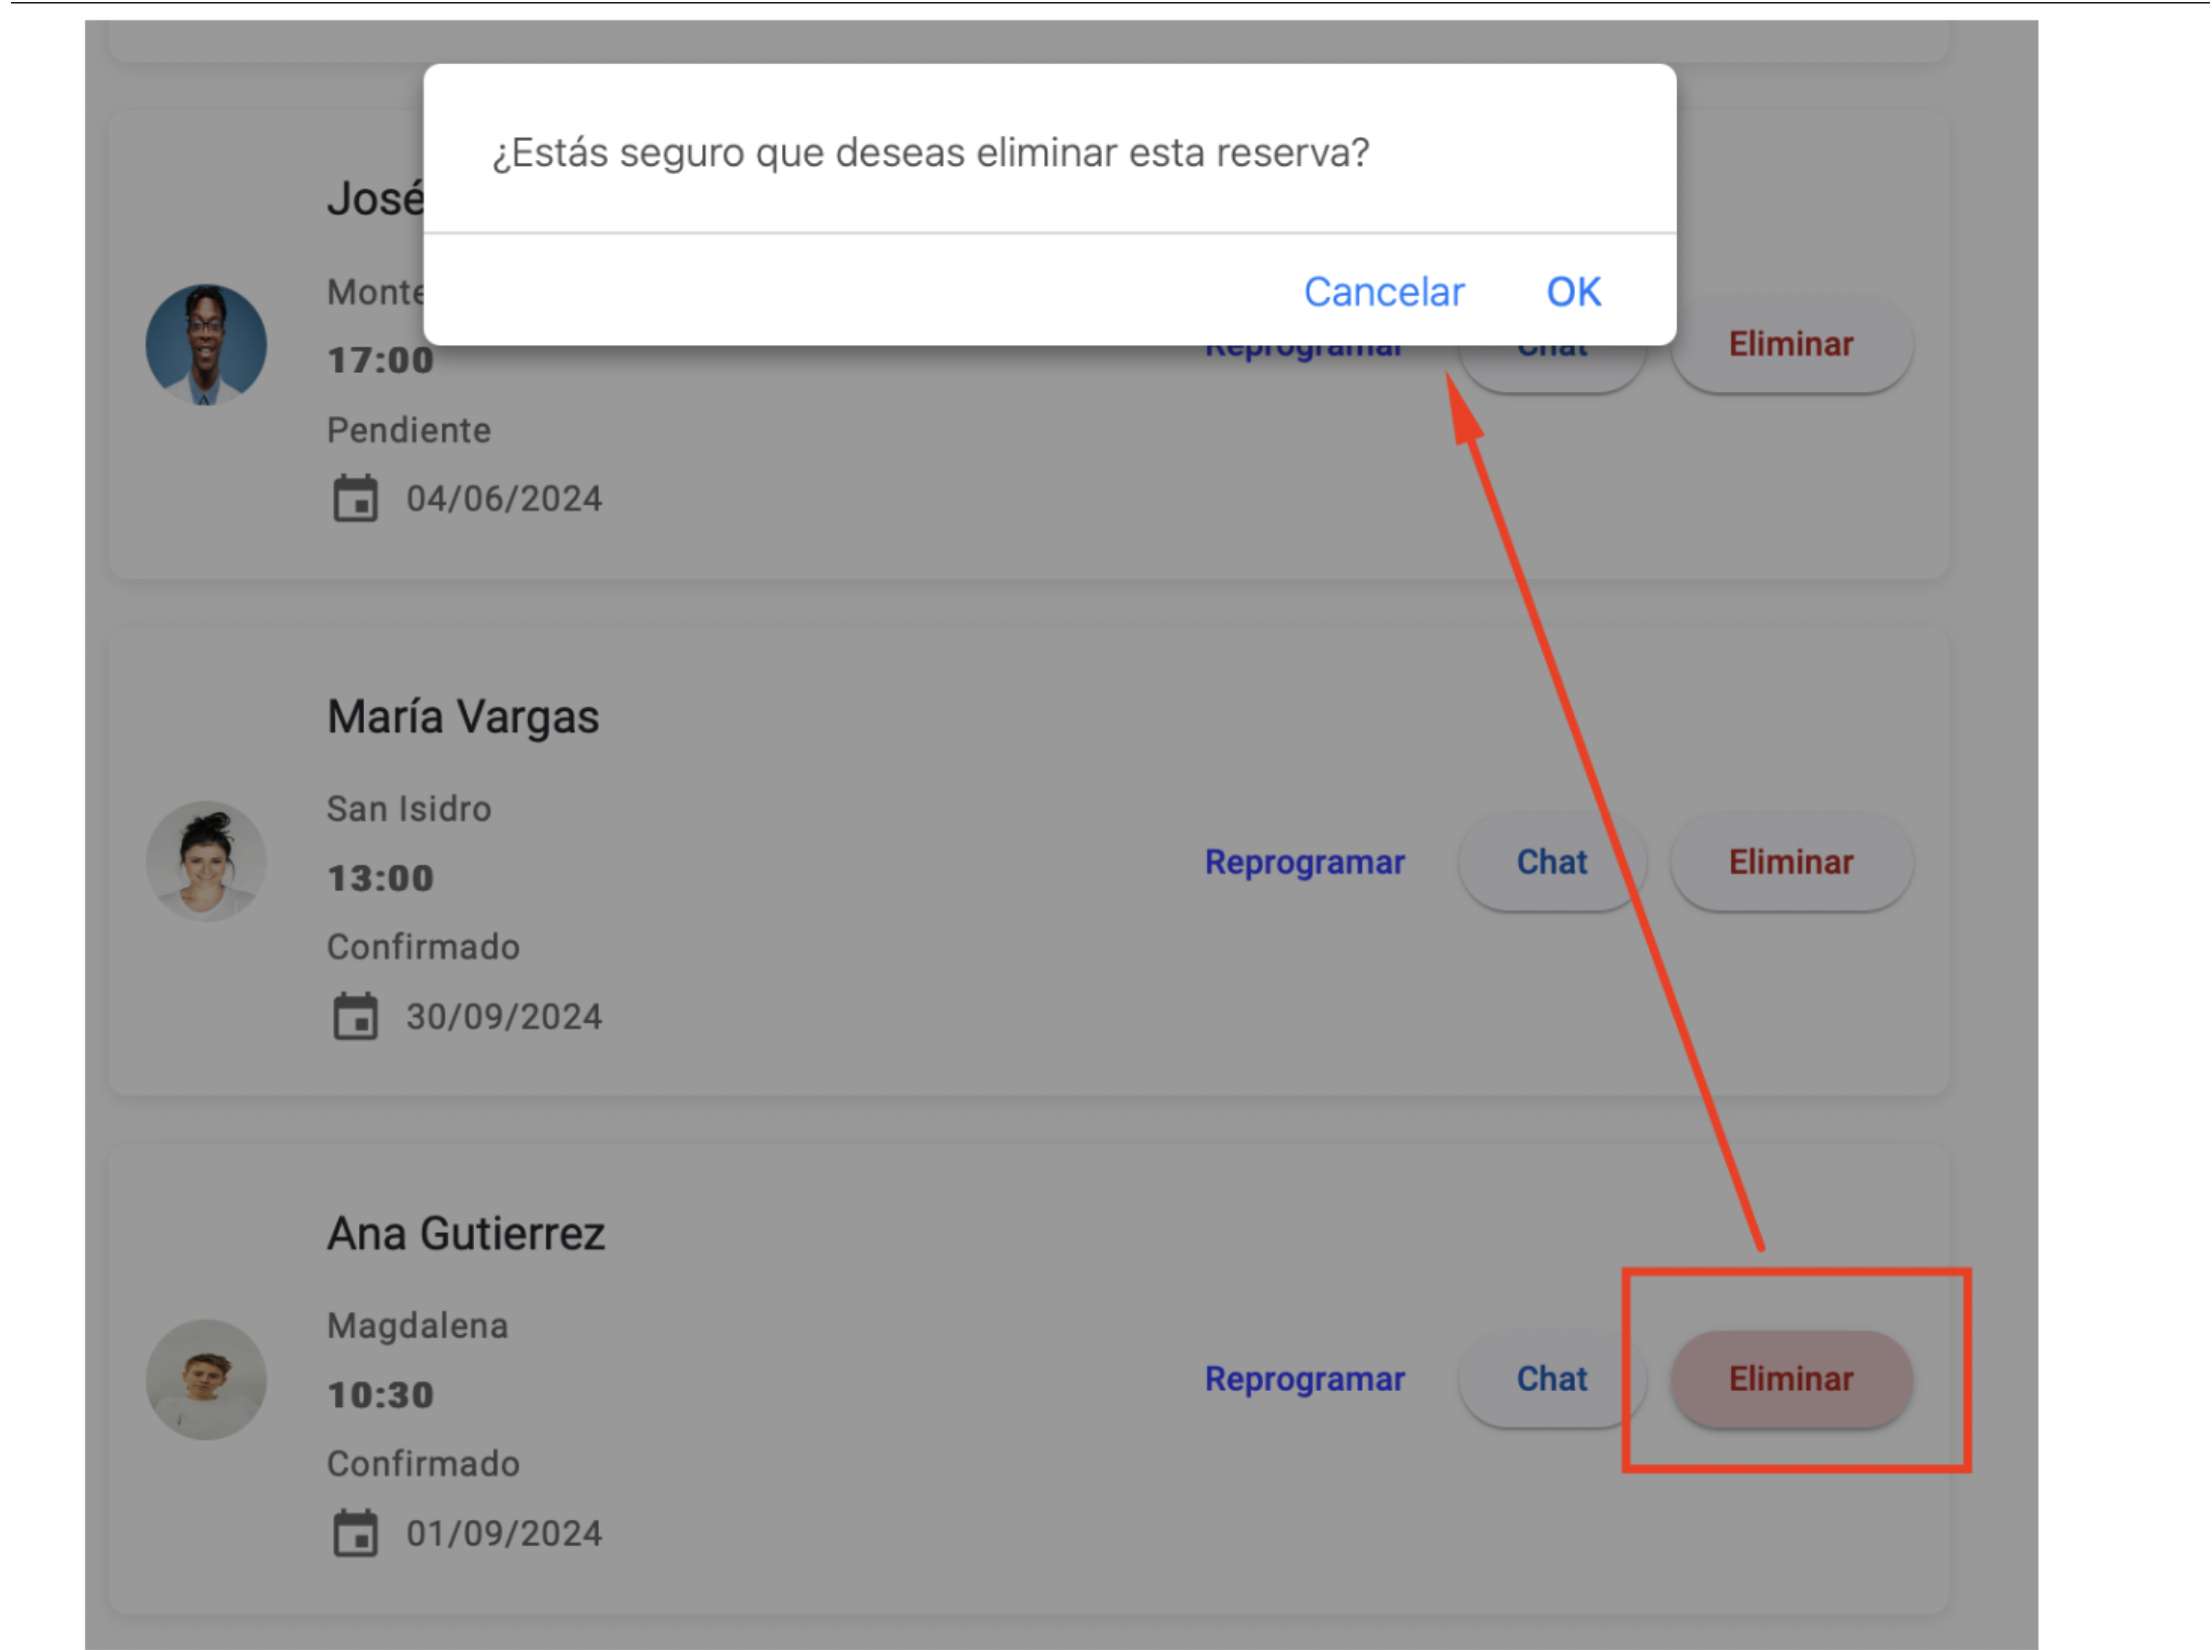 ¿Estás seguro que deseas eliminar esta reserva?
Cancelar OK
José
Monte
17:00
Reprogramar Chat Eliminar
Pendiente
04/06/2024
María Vargas
San Isidro
13:00
Reprogramar Chat Eliminar
Confirmado
30/09/2024
Ana Gutierrez
Magdalena
10:30
Reprogramar Chat Eliminar
Confirmado
01/09/2024